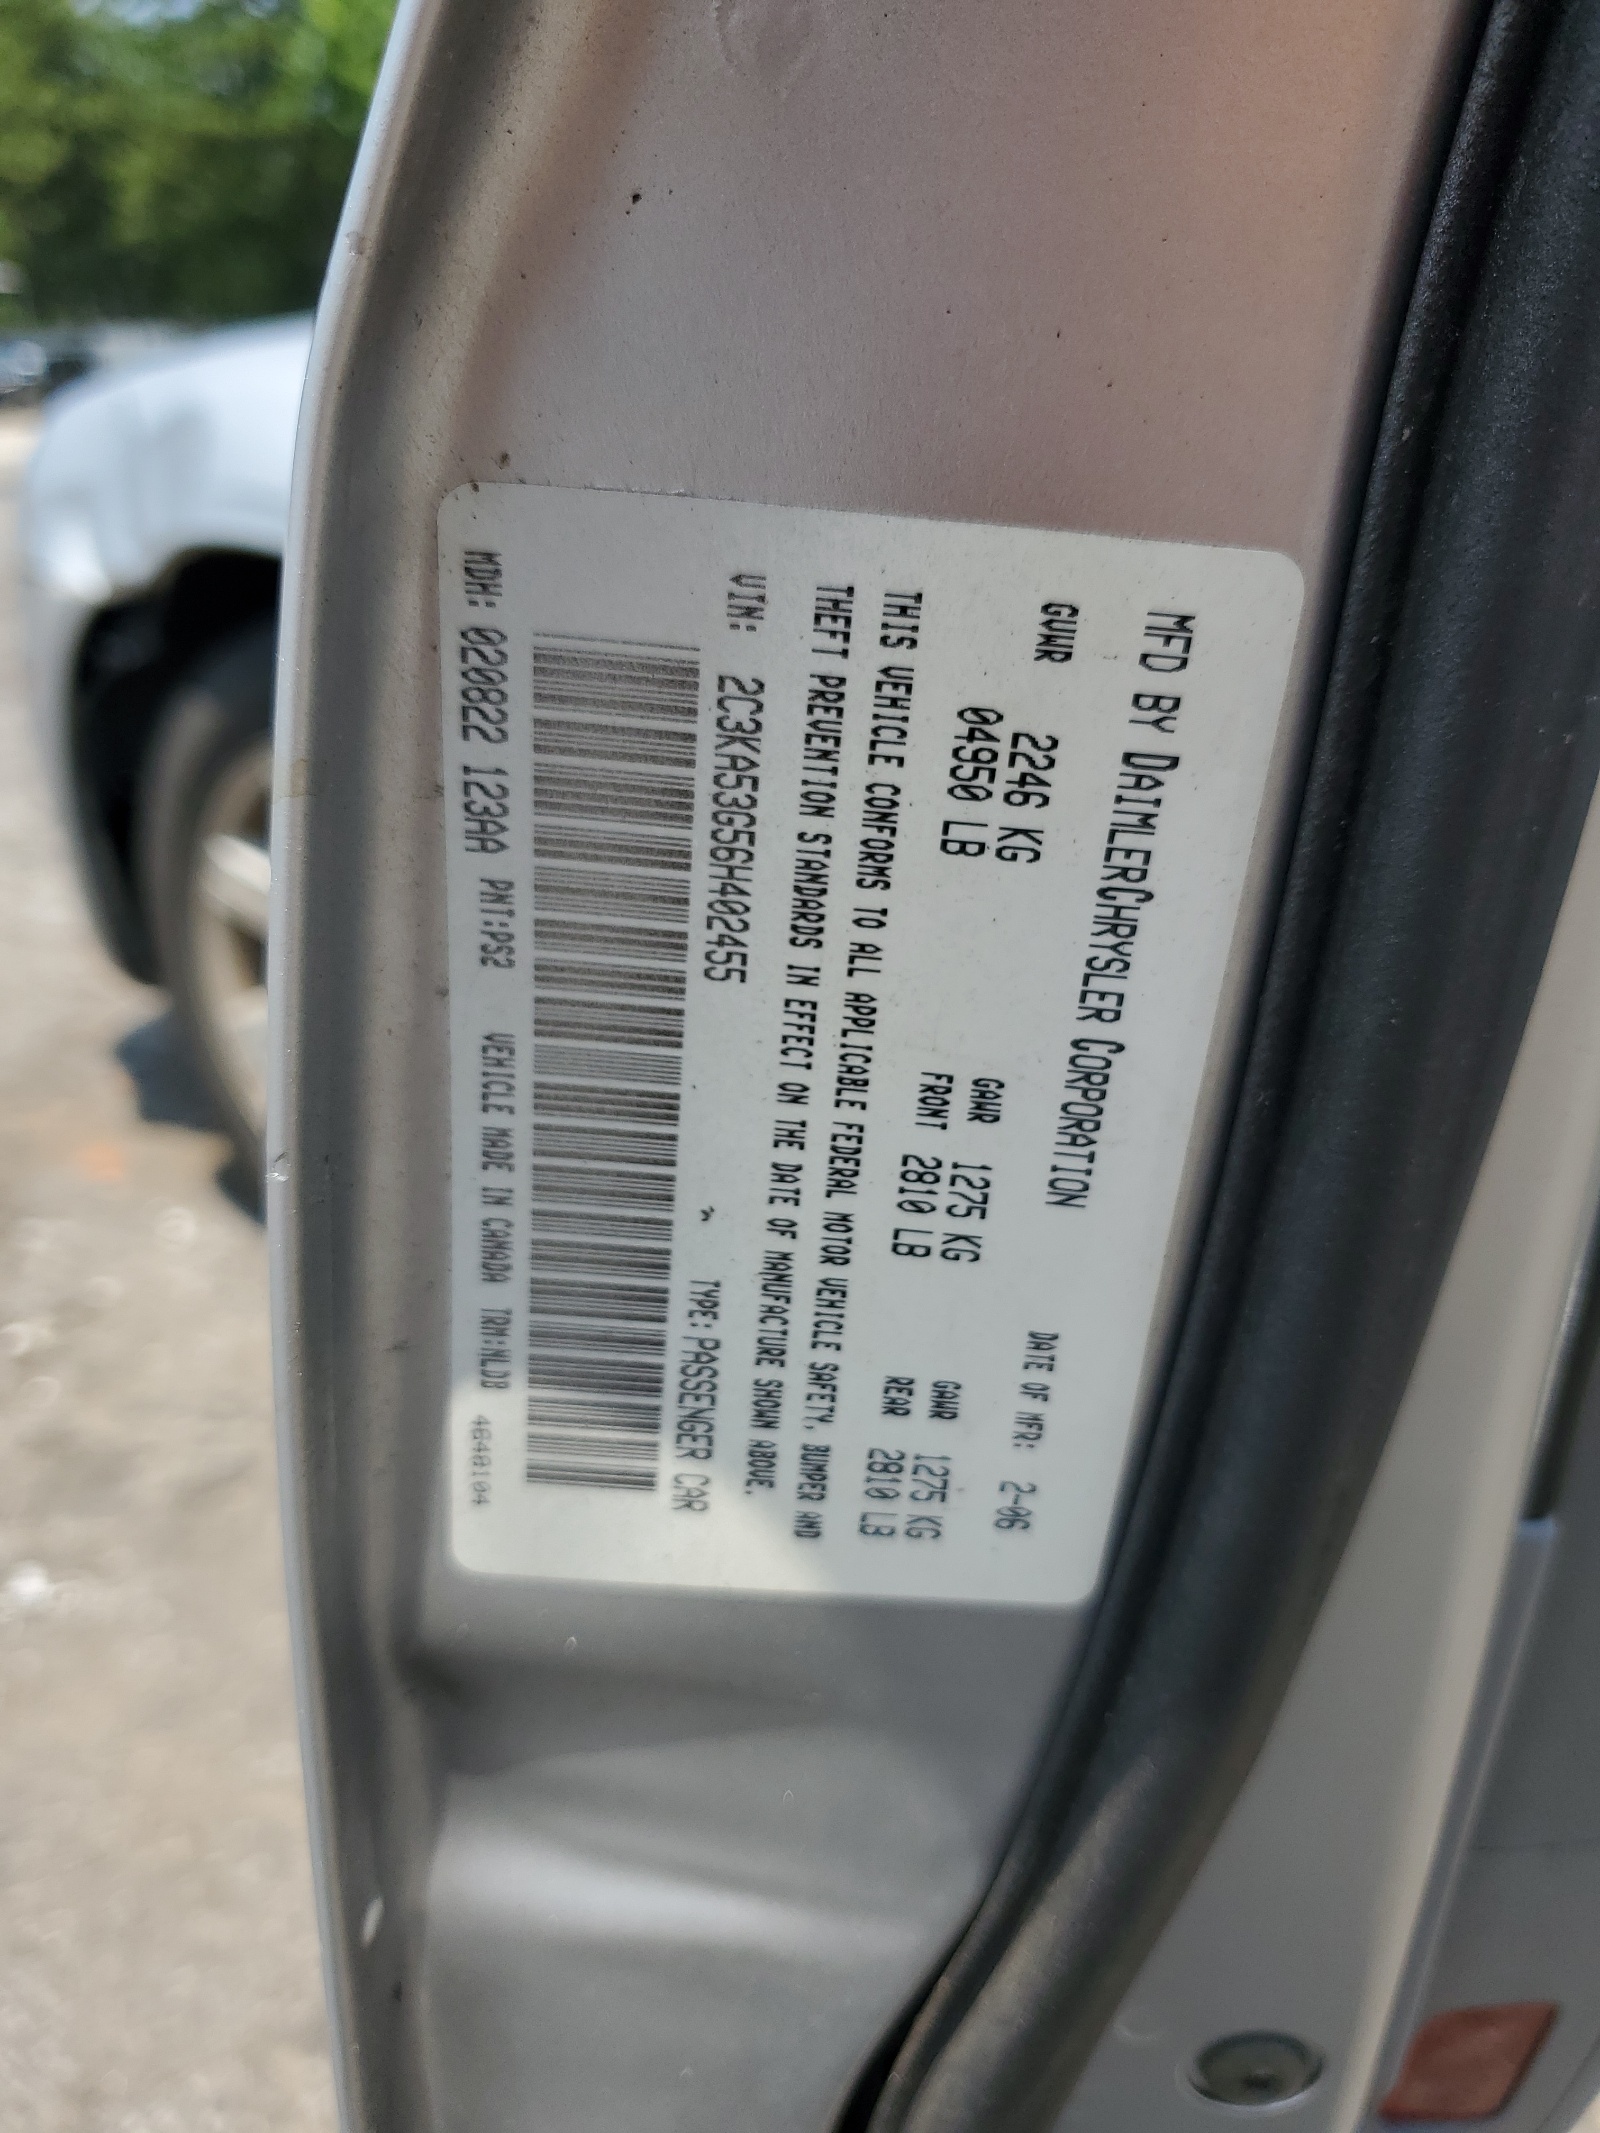 MFD BY DAIMLERCHRYSLER CORPORATION
DATE OF MFR: 2-06
GVWR 2246 KG
04950 LB
GAWR 1275 KG
FRONT 2810 LB
GAWR 1275 KG
REAR 2810 LB
THIS VEHICLE CONFORMS TO ALL APPLICABLE FEDERAL MOTOR VEHICLE SAFETY, BUMPER AND
THEFT PREVENTION STANDARDS IN EFFECT ON THE DATE OF MANUFACTURE SHOWN ABOVE.
VIN: 2C3KA53G56H402455 TYPE: PASSENGER CAR
MDH: 020822 123AA PNT:PS2 VEHICLE MADE IN CANADA TRM:NLDB 4640104